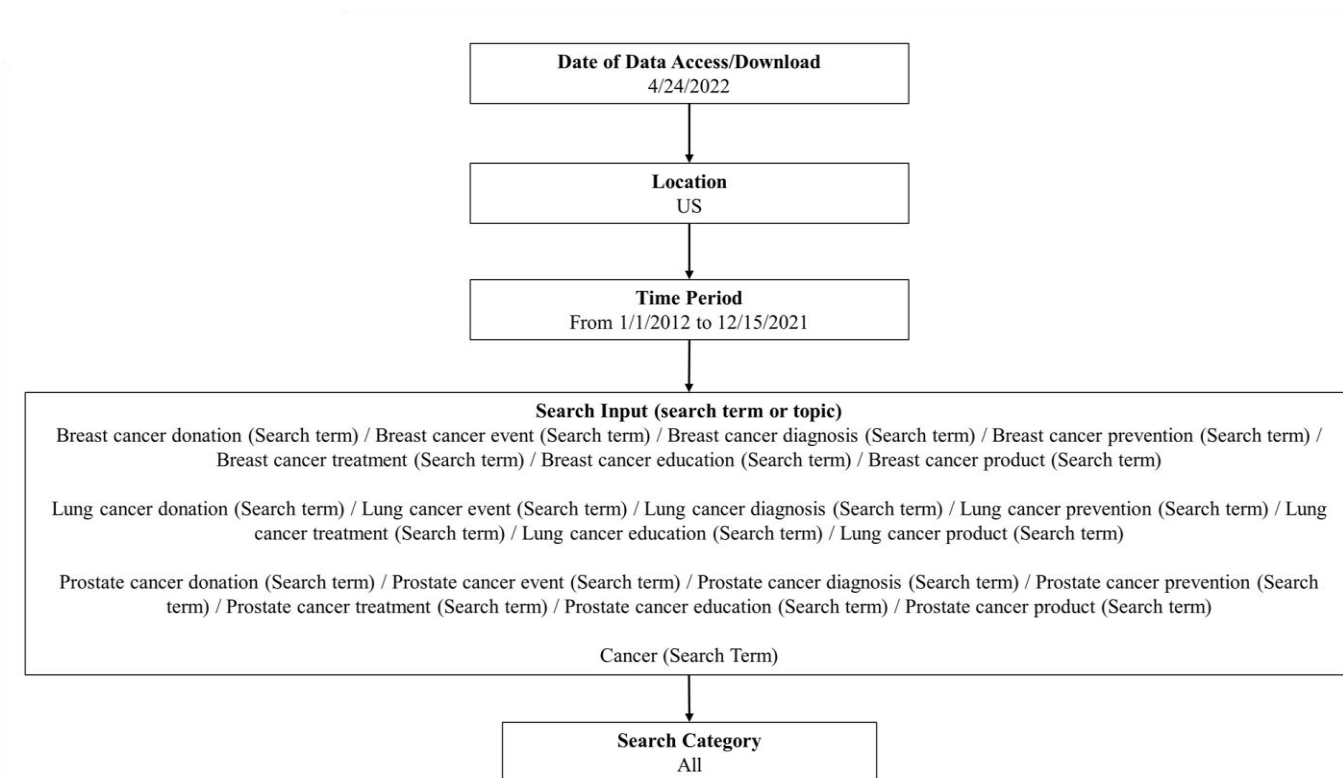 Date of Data Access/Download
4/24/2022
Location
US
Time Period
From 1/1/2012 to 12/15/2021
Search Input (search term or topic)
Breast cancer donation (Search term) / Breast cancer event (Search term) / Breast cancer diagnosis (Search term) / Breast cancer prevention (Search term) /
Breast cancer treatment (Search term) / Breast cancer education (Search term) / Breast cancer product (Search term)
Lung cancer donation (Search term) / Lung cancer event (Search term) / Lung cancer diagnosis (Search term) / Lung cancer prevention (Search term) / Lung
cancer treatment (Search term) / Lung cancer education (Search term) / Lung cancer product (Search term)
Prostate cancer donation (Search term) / Prostate cancer event (Search term) / Prostate cancer diagnosis (Search term) / Prostate cancer prevention (Search
term) / Prostate cancer treatment (Search term) / Prostate cancer education (Search term) / Prostate cancer product (Search term)
Cancer (Search Term)
Search Category
All